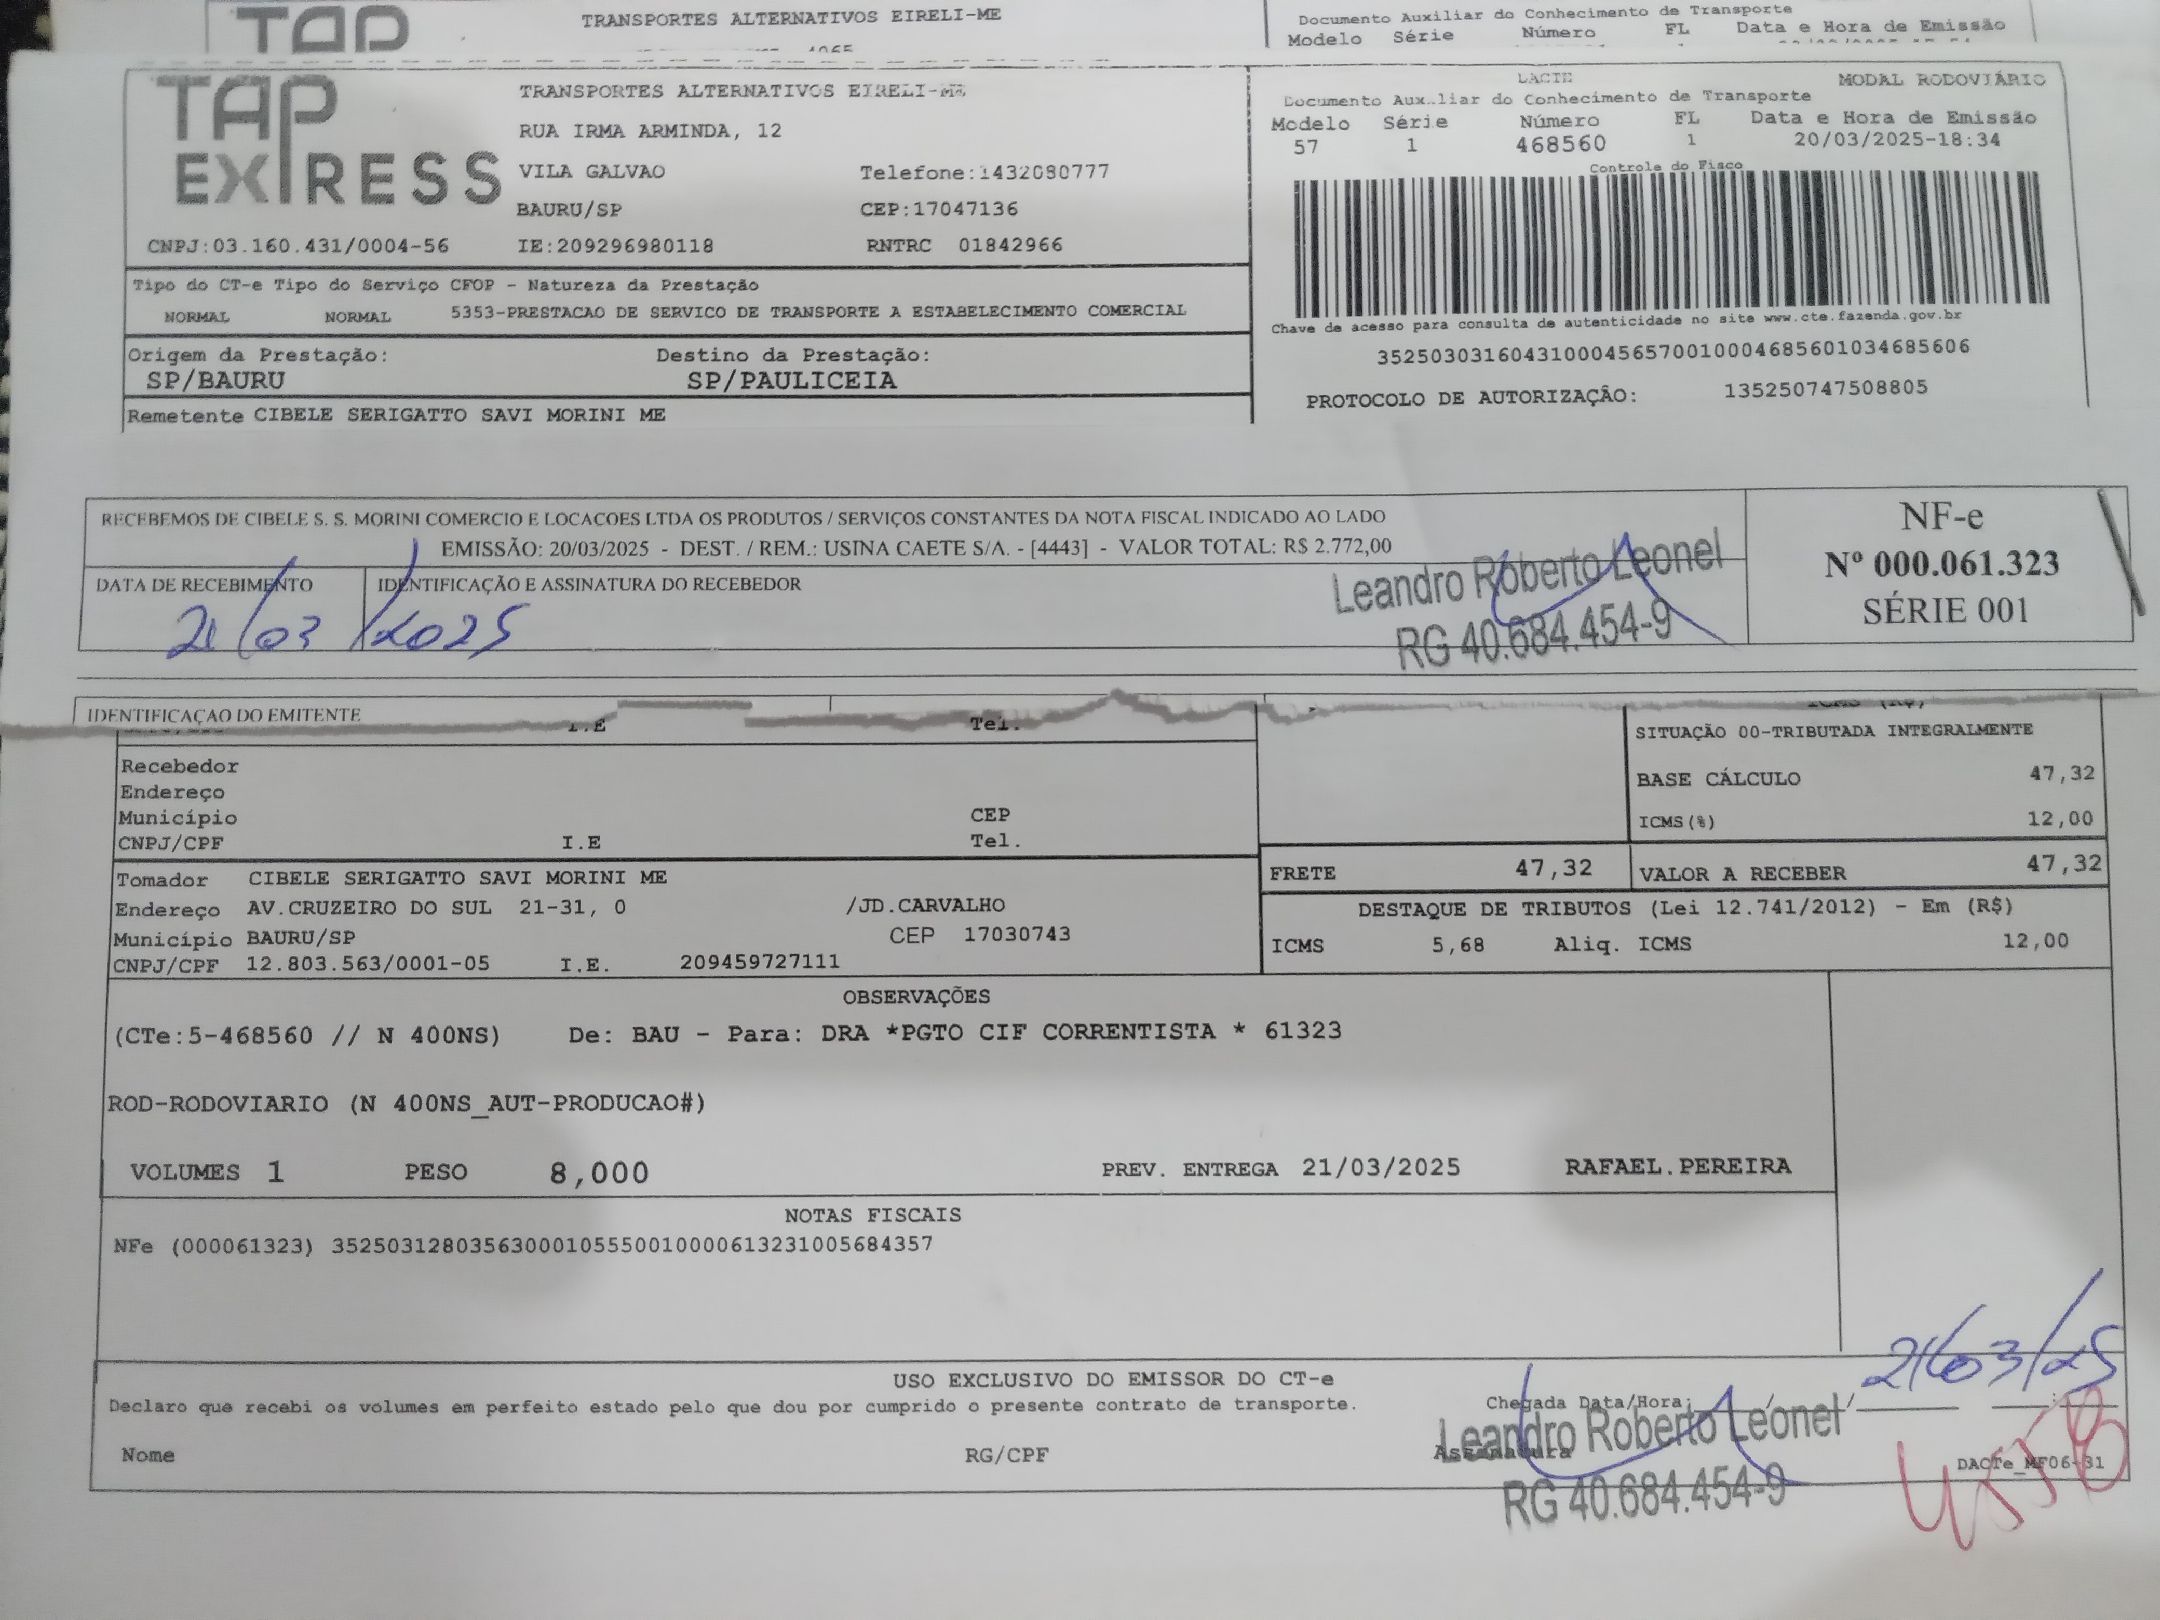 TRANSPORTES ALTERNATIVOS EIRELI-ME
Documento Auxiliar do Conhecimento de Transporte
Modelo Série Número FL Data e Hora de Emissão
TAP EXPRESS
TRANSPORTES ALTERNATIVOS EIRELI-ME
RUA IRMA ARMINDA, 12
VILA GALVAO Telefone:1432080777
BAURU/SP CEP:17047136
CNPJ:03.160.431/0004-56 IE:209296980118 RNTRC 01842966
DACTE MODAL RODOVIÁRIO
Documento Auxiliar do Conhecimento de Transporte
Modelo Série Número FL Data e Hora de Emissão
57 1 468560 1 20/03/2025-18:34
Controle do Fisco
Chave de acesso para consulta de autenticidade no site www.cte.fazenda.gov.br
35250303160431000456570010004685601034685606
PROTOCOLO DE AUTORIZAÇÃO: 135250747508805
Tipo do CT-e Tipo do Serviço CFOP - Natureza da Prestação
NORMAL NORMAL 5353-PRESTACAO DE SERVICO DE TRANSPORTE A ESTABELECIMENTO COMERCIAL
Origem da Prestação: Destino da Prestação:
SP/BAURU SP/PAULICEIA
Remetente CIBELE SERIGATTO SAVI MORINI ME
RECEBEMOS DE CIBELE S. S. MORINI COMERCIO E LOCACOES LTDA OS PRODUTOS / SERVIÇOS CONSTANTES DA NOTA FISCAL INDICADO AO LADO
EMISSÃO: 20/03/2025 - DEST. / REM.: USINA CAETE S/A. - [4443] - VALOR TOTAL: R$ 2.772,00
DATA DE RECEBIMENTO IDENTIFICAÇÃO E ASSINATURA DO RECEBEDOR
21/03/2025
Leandro Roberto Leonel
RG 40.684.454-9
NF-e
Nº 000.061.323
SÉRIE 001
IDENTIFICAÇAO DO EMITENTE
I.E Tel.
Recebedor
Endereço
Município CEP
CNPJ/CPF I.E Tel.
SITUAÇÃO 00-TRIBUTADA INTEGRALMENTE
BASE CÁLCULO 47,32
ICMS(%) 12,00
FRETE 47,32 VALOR A RECEBER 47,32
Tomador CIBELE SERIGATTO SAVI MORINI ME
Endereço AV.CRUZEIRO DO SUL 21-31, 0 /JD.CARVALHO
Município BAURU/SP CEP 17030743
CNPJ/CPF 12.803.563/0001-05 I.E. 209459727111
DESTAQUE DE TRIBUTOS (Lei 12.741/2012) - Em (R$)
ICMS 5,68 Aliq. ICMS 12,00
OBSERVAÇÕES
(CTe:5-468560 // N 400NS) De: BAU - Para: DRA *PGTO CIF CORRENTISTA * 61323
ROD-RODOVIARIO (N 400NS_AUT-PRODUCAO#)
VOLUMES 1 PESO 8,000 PREV. ENTREGA 21/03/2025 RAFAEL.PEREIRA
NOTAS FISCAIS
NFe (000061323) 35250312803563000105550010000613231005684357
USO EXCLUSIVO DO EMISSOR DO CT-e
21/03/25
Declaro que recebi os volumes em perfeito estado pelo que dou por cumprido o presente contrato de transporte. Chegada Data/Hora:
Leandro Roberto Leonel
Nome RG/CPF Assinatura
DACTe_MF06-31
RG 40.684.454-9